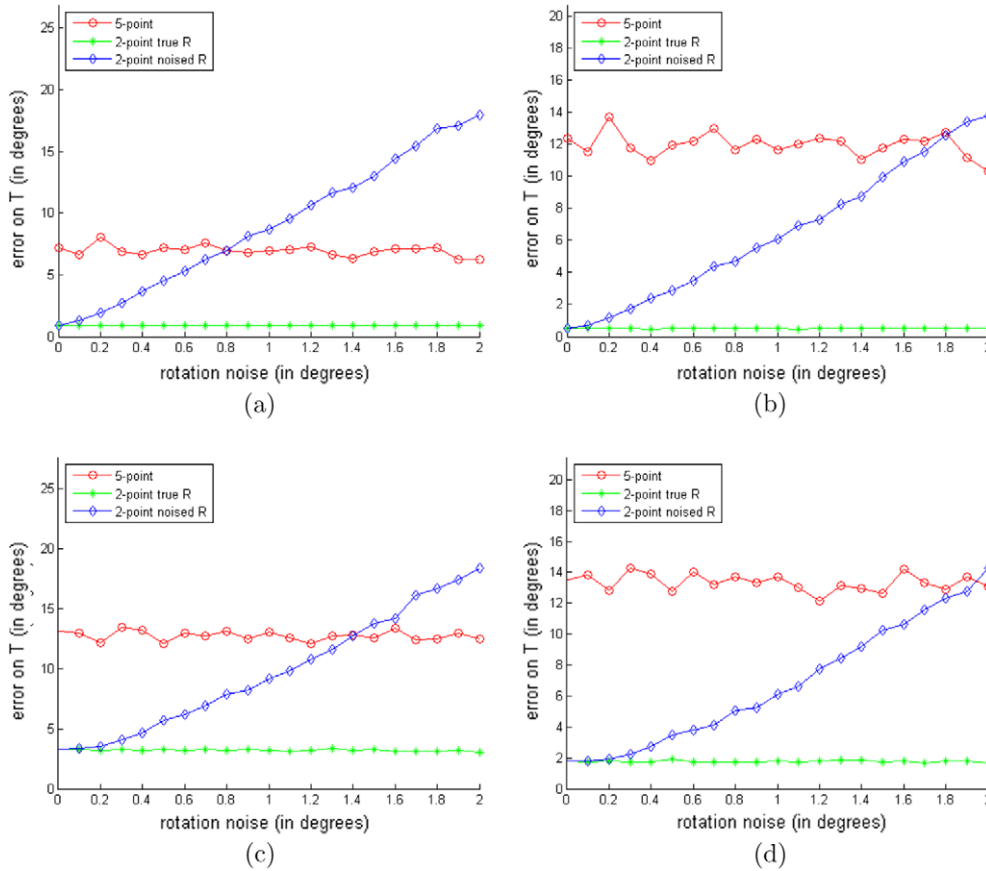 5-point
2-point true R
2-point noised R
25
20
15
10
5
0
error on T (in degrees)
0 0.2 0.4 0.6 0.8 1 1.2 1.4 1.6 1.8 2
rotation noise (in degrees)
(a)
5-point
2-point true R
2-point noised R
20
18
16
14
12
10
8
6
4
2
0
error on T (in degrees)
0 0.2 0.4 0.6 0.8 1 1.2 1.4 1.6 1.8 2
rotation noise (in degrees)
(b)
5-point
2-point true R
2-point noised R
25
20
15
10
5
0
error on T (in degrees)
0 0.2 0.4 0.6 0.8 1 1.2 1.4 1.6 1.8 2
rotation noise (in degrees)
(c)
5-point
2-point true R
2-point noised R
20
18
16
14
12
10
8
6
4
2
0
error on T (in degrees)
0 0.2 0.4 0.6 0.8 1 1.2 1.4 1.6 1.8 2
rotation noise (in degrees)
(d)